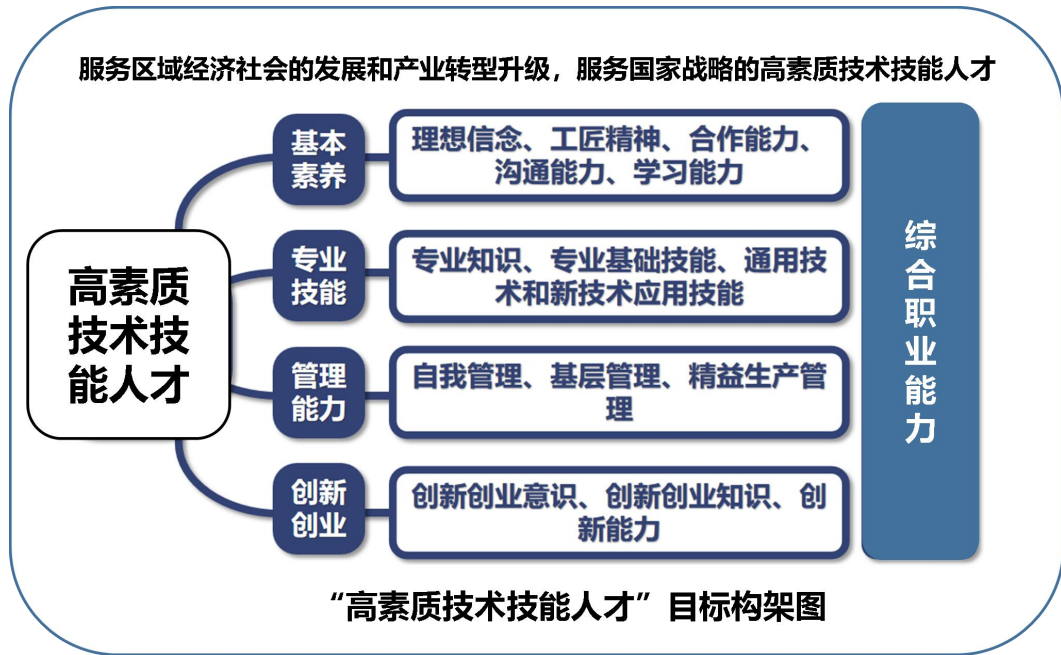 服务区域经济社会的发展和产业转型升级，服务国家战略的高素质技术技能人才
高素质
技术技
能人才
基本
素养
理想信念、工匠精神、合作能力、
沟通能力、学习能力
专业
技能
专业知识、专业基础技能、通用技
术和新技术应用技能
管理
能力
自我管理、基层管理、精益生产管
理
创新
创业
创新创业意识、创新创业知识、创
新能力
综合职业能力
“高素质技术技能人才”目标构架图